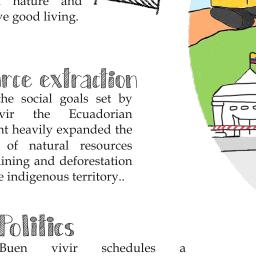 nature and
ve good living.
rce extraction
the social goals set by
vir the Ecuadorian
nt heavily expanded the
of natural resources
ining and deforestation
e indigenous territory..
Politics
Buen vivir schedules a